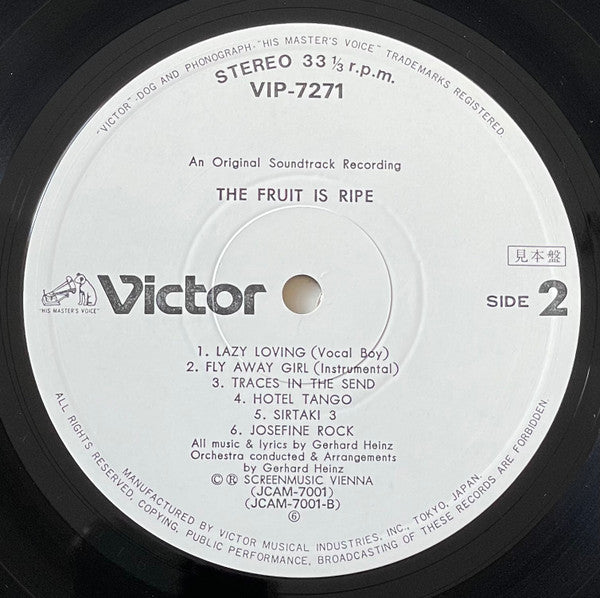 "VICTOR"-DOG AND PHONOGRAPH-"HIS MASTER'S VOICE" TRADEMARKS REGISTERED.
STEREO 33 ⅓ r.p.m.
VIP-7271
An Original Soundtrack Recording
THE FRUIT IS RIPE
見本盤
"HIS MASTER'S VOICE"
Victor
SIDE 2
1. LAZY LOVING (Vocal Boy)
2. FLY AWAY GIRL (Instrumental)
3. TRACES IN THE SEND
4. HOTEL TANGO
5. SIRTAKI 3
6. JOSEFINE ROCK
All music & lyrics by Gerhard Heinz
Orchestra conducted & Arrangements
by Gerhard Heinz
© ℗ SCREENMUSIC VIENNA
(JCAM-7001)
(JCAM-7001-B)
⑥
MANUFACTURED BY VICTOR MUSICAL INDUSTRIES, INC., TOKYO, JAPAN.
ALL RIGHTS RESERVED. COPYING, PUBLIC PERFORMANCE, BROADCASTING OF THESE RECORDS ARE FORBIDDEN.